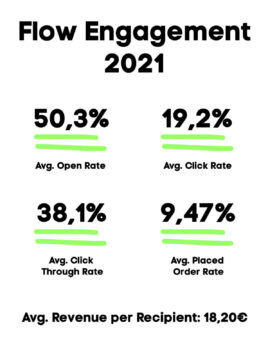 Flow Engagement
2021
50,3% 19,2%
Avg. Open Rate Avg. Click Rate
38,1% 9,47%
Avg. Click Avg. Placed
Through Rate Order Rate
Avg. Revenue per Recipient: 18,20€